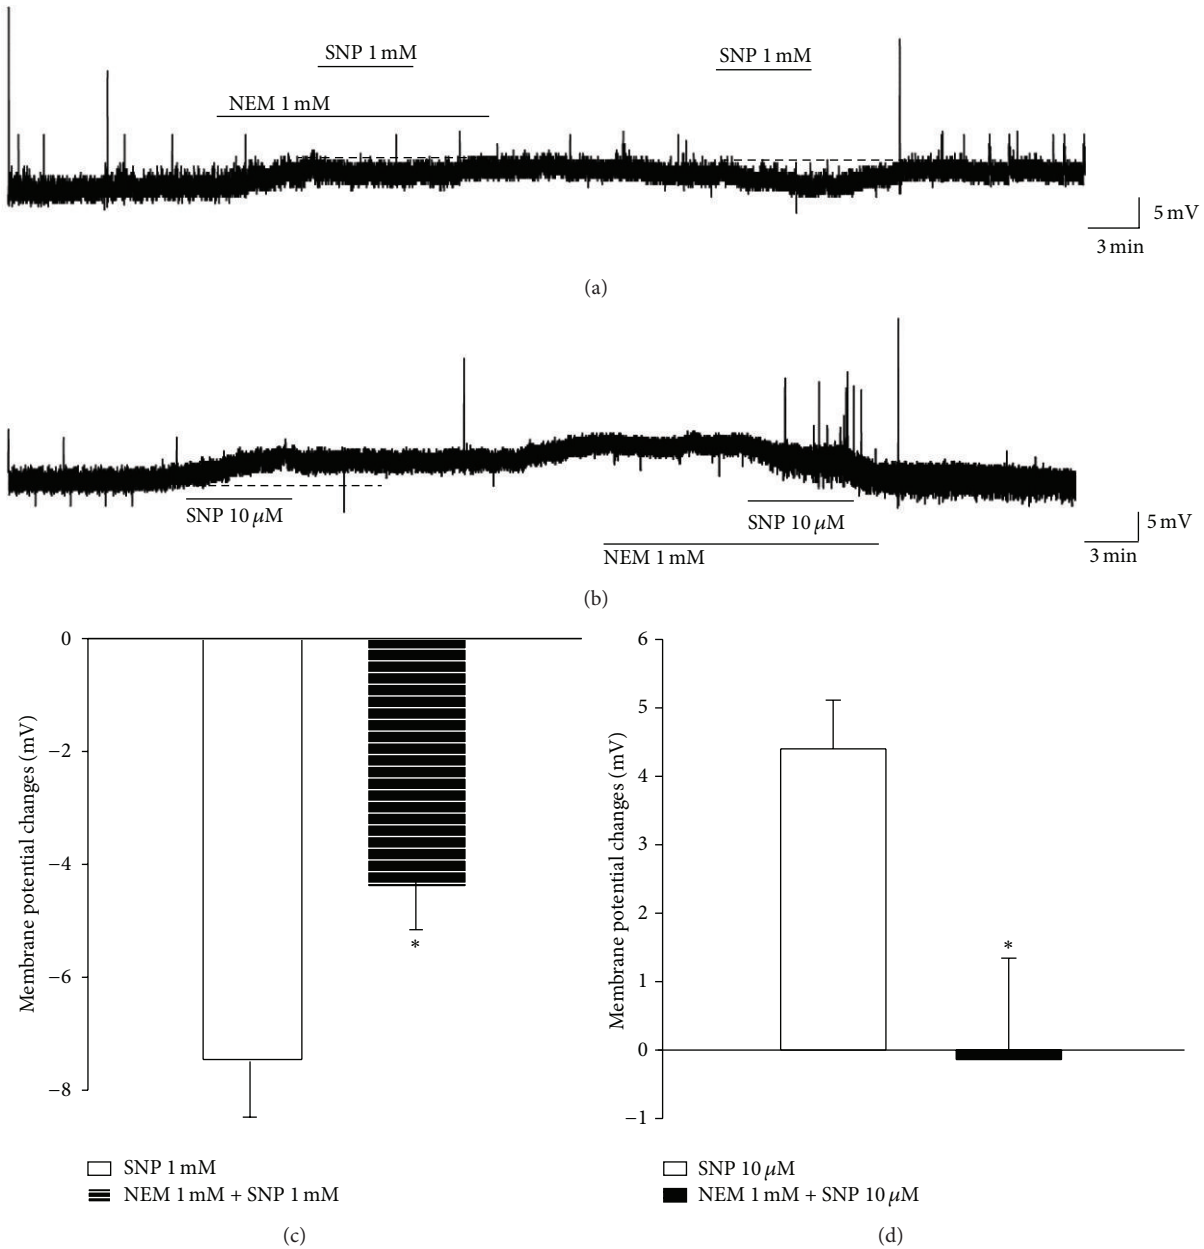 SNP 1 mM
SNP 1 mM
NEM 1 mM
5 mV
3 min
(a)
SNP 10 μM
SNP 10 μM
5 mV
NEM 1 mM
3 min
(b)
0
−2
−4
−6
−8
Membrane potential changes (mV)
*
SNP 1 mM
NEM 1 mM + SNP 1 mM
(c)
6
5
4
3
2
1
0
−1
Membrane potential changes (mV)
*
SNP 10 μM
NEM 1 mM + SNP 10 μM
(d)